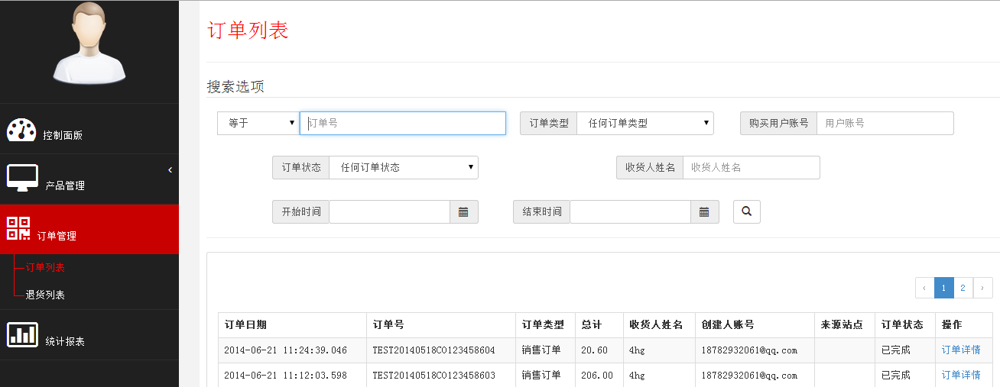 订单列表
搜索选项
等于 订单号 订单类型 任何订单类型 购买用户账号 用户账号
订单状态 任何订单状态 收货人姓名 收货人姓名
开始时间 结束时间
控制面版
产品管理
订单管理
订单列表
退货列表
统计报表
‹ 1 2 ›
订单日期 订单号 订单类型 总计 收货人姓名 创建人账号 来源站点 订单状态 操作
2014-06-21 11:24:39.046 TEST20140518CO123458604 销售订单 20.60 4hg 18782932061@qq.com 已完成 订单详情
2014-06-21 11:12:03.598 TEST20140518CO123458603 销售订单 206.00 4hg 18782932061@qq.com 已完成 订单详情